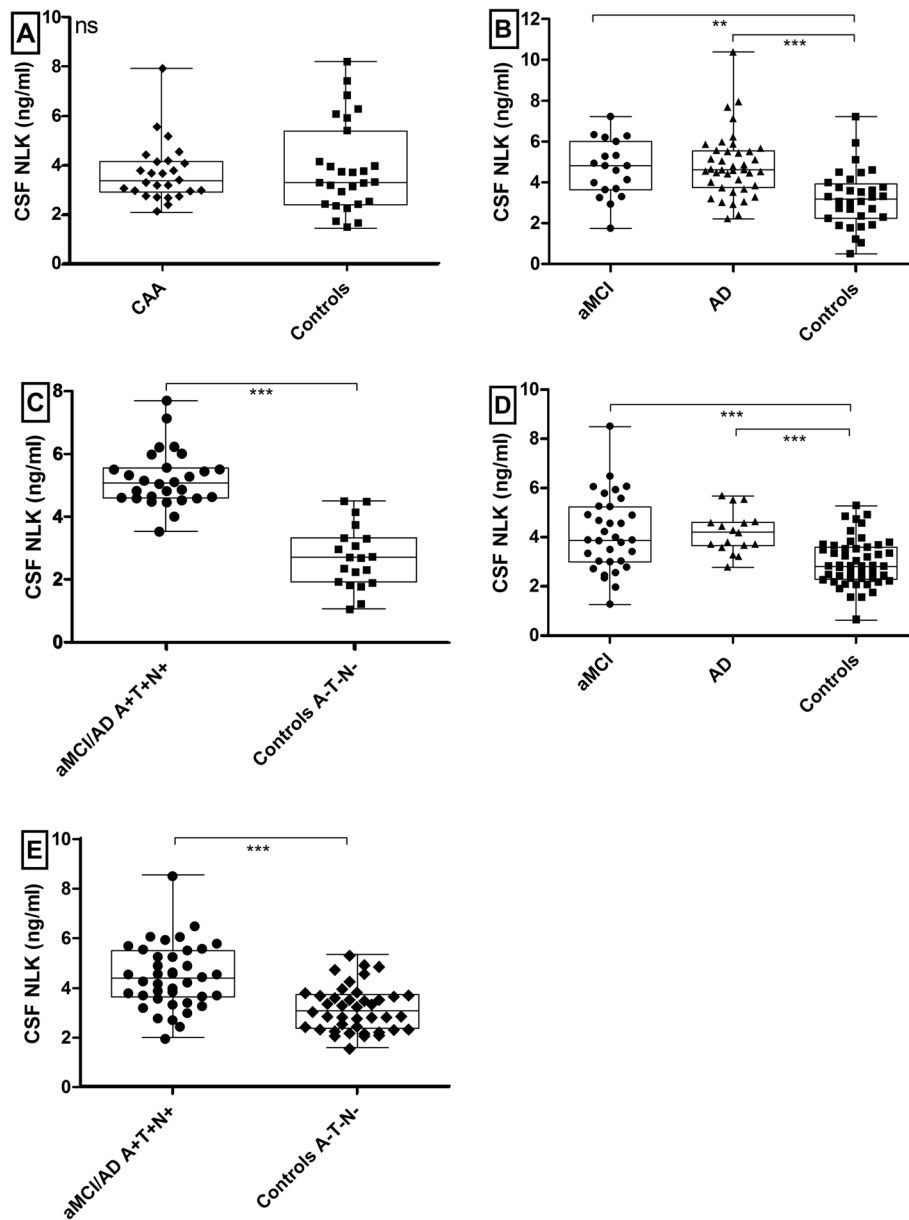 A
ns
CSF NLK (ng/ml)
10
8
6
4
2
0
CAA
Controls
B
**
***
CSF NLK (ng/ml)
12
10
8
6
4
2
0
aMCI
AD
Controls
C
***
CSF NLK (ng/ml)
8
6
4
2
0
aMCI/AD A+T+N+
Controls A-T-N-
D
***
***
CSF NLK (ng/ml)
10
8
6
4
2
0
aMCI
AD
Controls
E
***
CSF NLK (ng/ml)
10
8
6
4
2
0
aMCI/AD A+T+N+
Controls A-T-N-